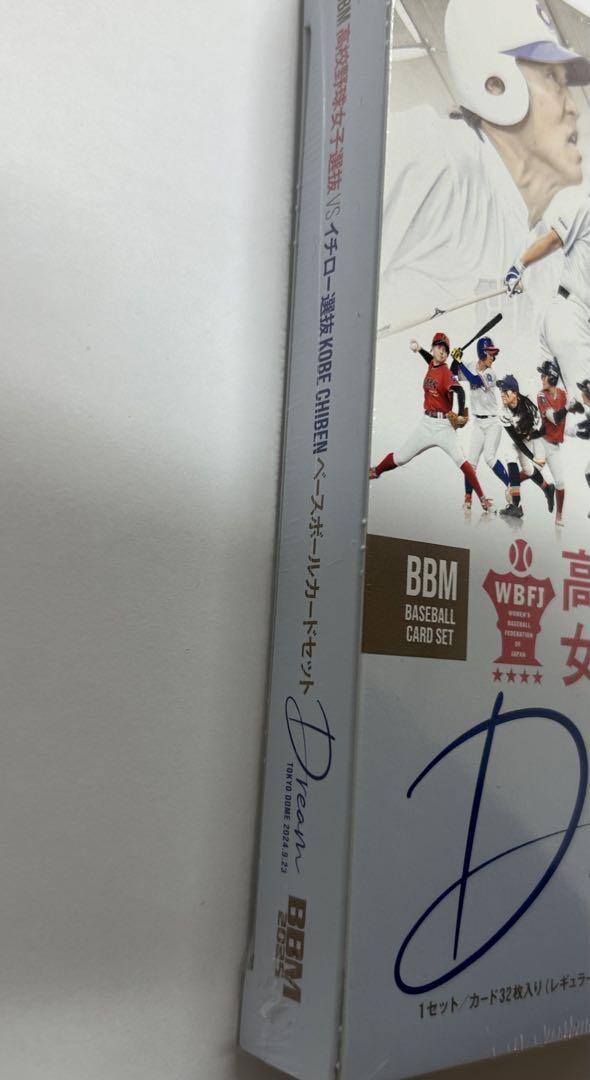 BBM 高校野球女子選抜 VS イチロー選抜 KOBE CHIBEN ベースボールカードセット
Dream
TOKYO DOME 2024.9.23
BBM
2025
BBM
BASEBALL
CARD SET
WBFJ
WOMEN'S
BASEBALL
FEDERATION
OF
JAPAN
高
女
D
1セット/カード32枚入り(レギュラー